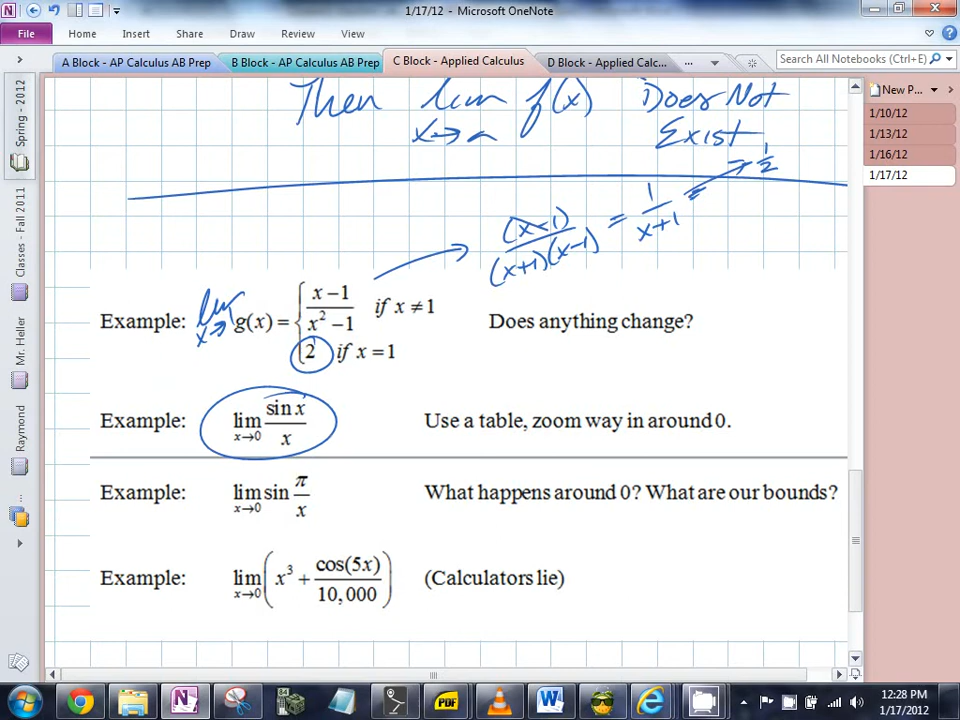 1/17/12 - Microsoft OneNote
File Home Insert Share Draw Review View
A Block - AP Calculus AB Prep B Block - AP Calculus AB Prep C Block - Applied Calculus D Block - Applied Calc... ...
Search All Notebooks (Ctrl+E)
New P...
1/10/12
1/13/12
1/16/12
1/17/12
Spring - 2012
Classes - Fall 2011
Mr. Heller
Raymond
Then lim x→a f(x) Does Not
Exist
(x-1)/((x+1)(x-1)) = 1/(x+1) = → 1/2
Example: lim x→ g(x) = { (x−1)/(x² −1) if x ≠ 1 Does anything change?
2 if x = 1
Example: lim x→0 sin x / x Use a table, zoom way in around 0.
Example: lim x→0 sin π/x What happens around 0? What are our bounds?
Example: lim x→0 (x³ + cos(5x)/10,000) (Calculators lie)
84
PDF
W
12:28 PM
1/17/2012